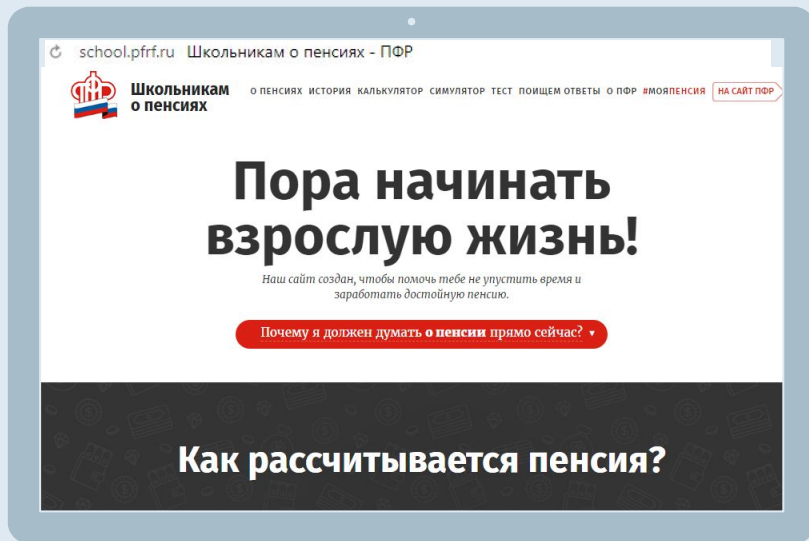 school.pfrf.ru Школьникам о пенсиях - ПФР
ПФР
Школьникам
о пенсиях
О ПЕНСИЯХ ИСТОРИЯ КАЛЬКУЛЯТОР СИМУЛЯТОР ТЕСТ ПОИЩЕМ ОТВЕТЫ О ПФР #МОЯПЕНСИЯ НА САЙТ ПФР
Пора начинать
взрослую жизнь!
Наш сайт создан, чтобы помочь тебе не упустить время и
заработать достойную пенсию.
Почему я должен думать о пенсии прямо сейчас?
Как рассчитывается пенсия?